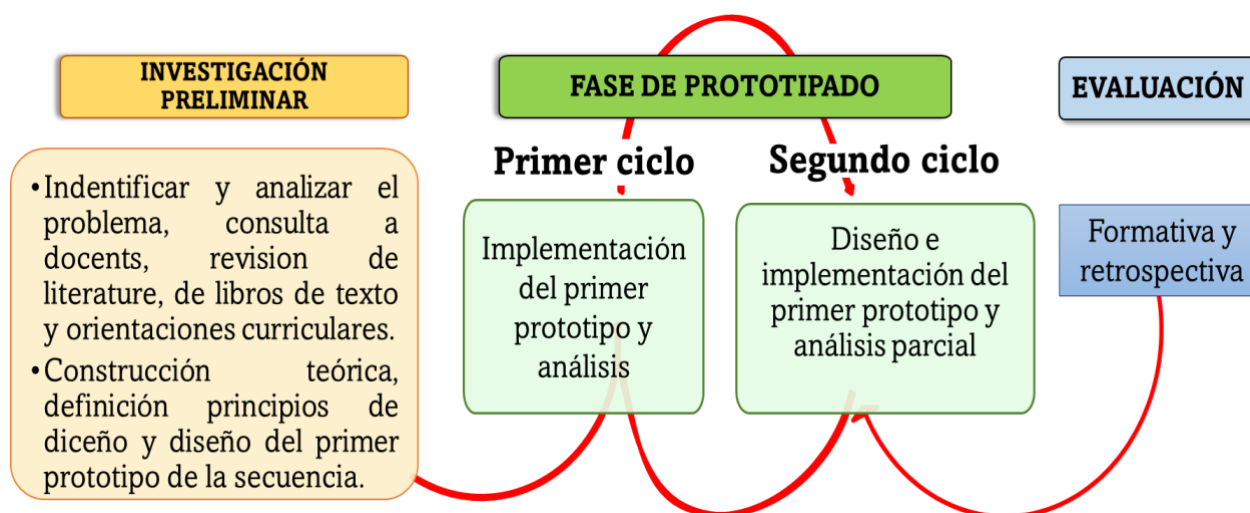 INVESTIGACIÓN
PRELIMINAR
•Indentificar y analizar el
problema, consulta a
docents, revision de
literature, de libros de texto
y orientaciones curriculares.
•Construcción teórica,
definición principios de
diceño y diseño del primer
prototipo de la secuencia.
FASE DE PROTOTIPADO
Primer ciclo
Implementación
del primer
prototipo y
análisis
Segundo ciclo
Diseño e
implementación del
primer prototipo y
análisis parcial
EVALUACIÓN
Formativa y
retrospectiva